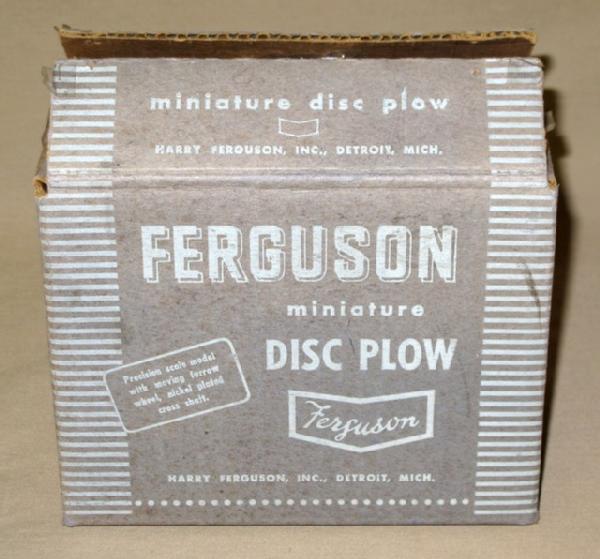 miniature disc plow
HARRY FERGUSON, INC., DETROIT, MICH.
FERGUSON
miniature
DISC PLOW
Precision scale model
with moving furrow
wheel, nickel plated
cross shaft.
Ferguson
HARRY FERGUSON, INC., DETROIT, MICH.